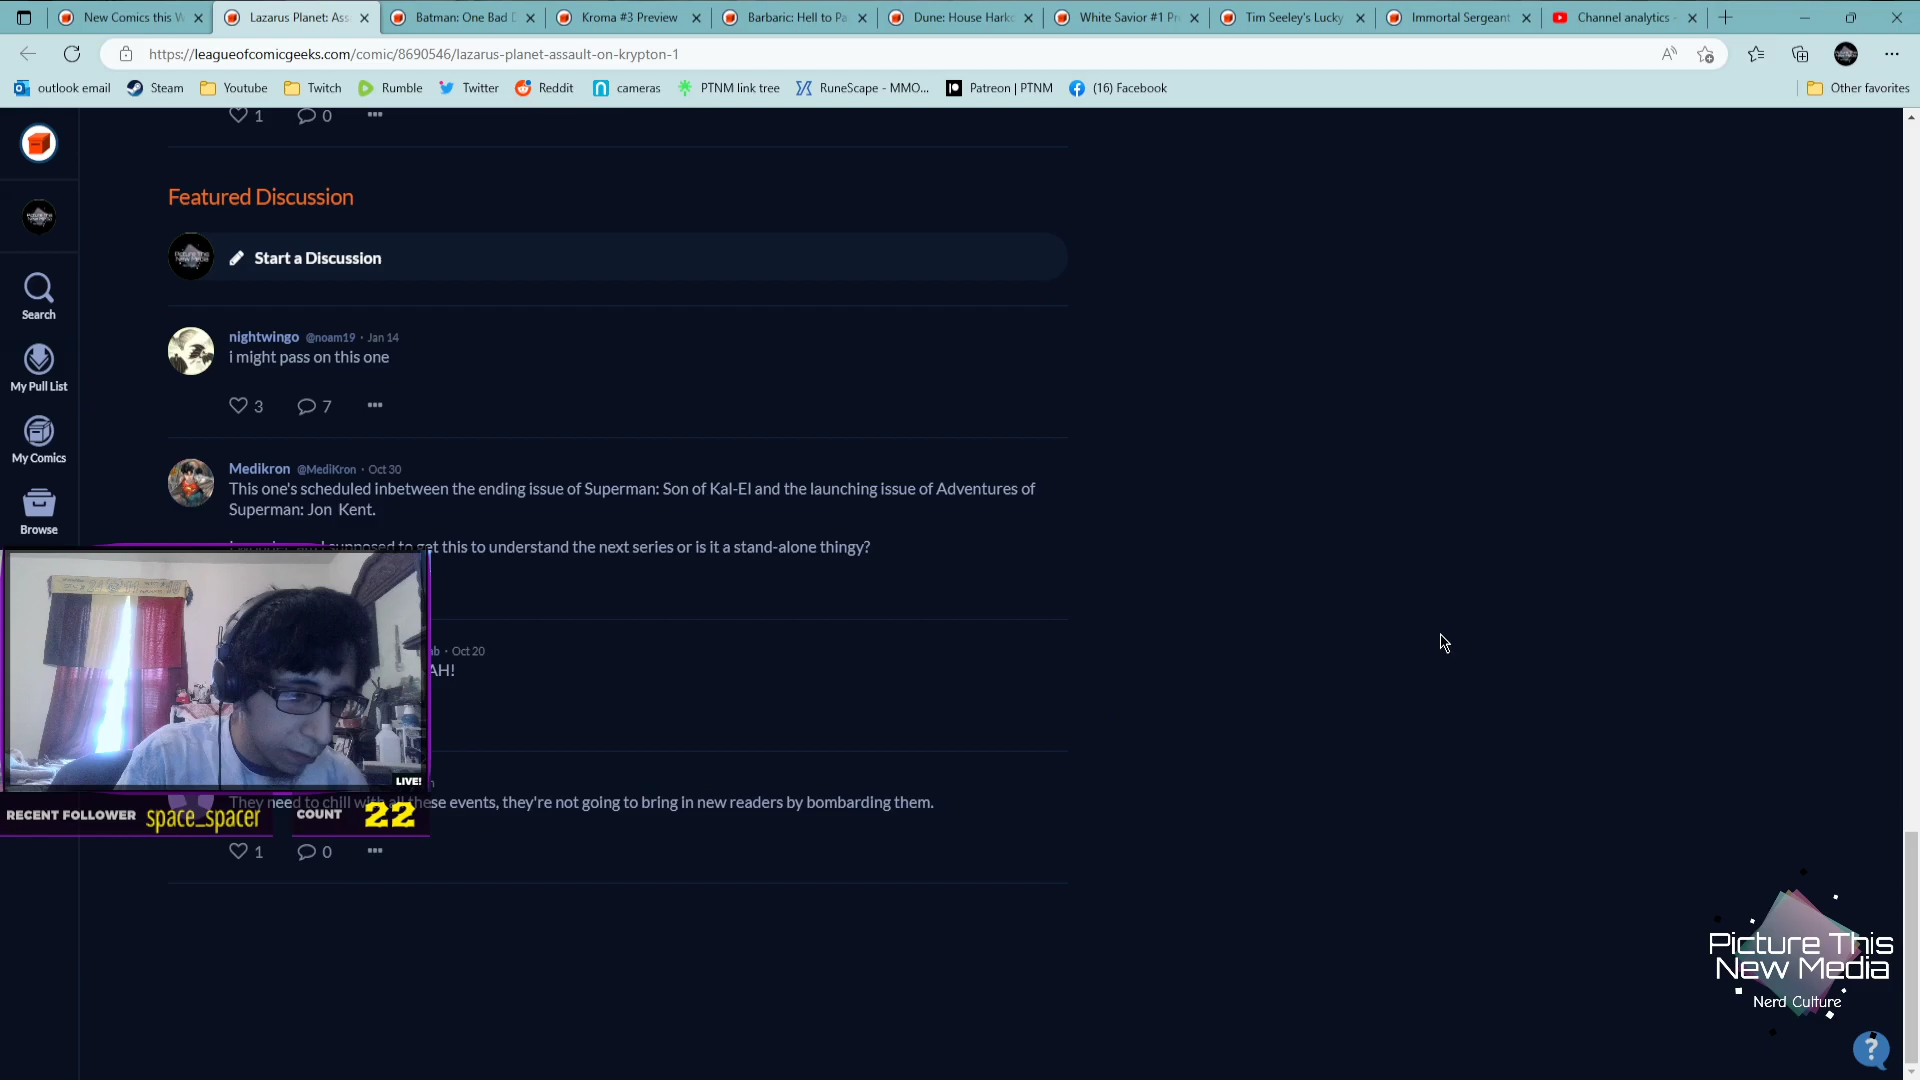 New Comics this W
Lazarus Planet: Ass
Batman: One Bad D
Kroma #3 Preview
Barbaric: Hell to Pa
Dune: House Harko
White Savior #1 Pr
Tim Seeley's Lucky
Immortal Sergeant
Channel analytics -
https://leagueofcomicgeeks.com/comic/8690546/lazarus-planet-assault-on-krypton-1
outlook email
Steam
Youtube
Twitch
Rumble
Twitter
Reddit
cameras
PTNM link tree
RuneScape - MMO...
Patreon | PTNM
(16) Facebook
Other favorites
1 0
Featured Discussion
Start a Discussion
nightwingo @noam19 · Jan 14
i might pass on this one
3 7
Medikron @MediKron · Oct 30
This one's scheduled inbetween the ending issue of Superman: Son of Kal-El and the launching issue of Adventures of
Superman: Jon Kent.
supposed to get this to understand the next series or is it a stand-alone thingy?
b · Oct 20
AH!
They need to chill with all these events, they're not going to bring in new readers by bombarding them.
1 0
Search
My Pull List
My Comics
Browse
LIVE!
RECENT FOLLOWER space_spacer
COUNT 22
Picture This
New Media
Nerd Culture
?